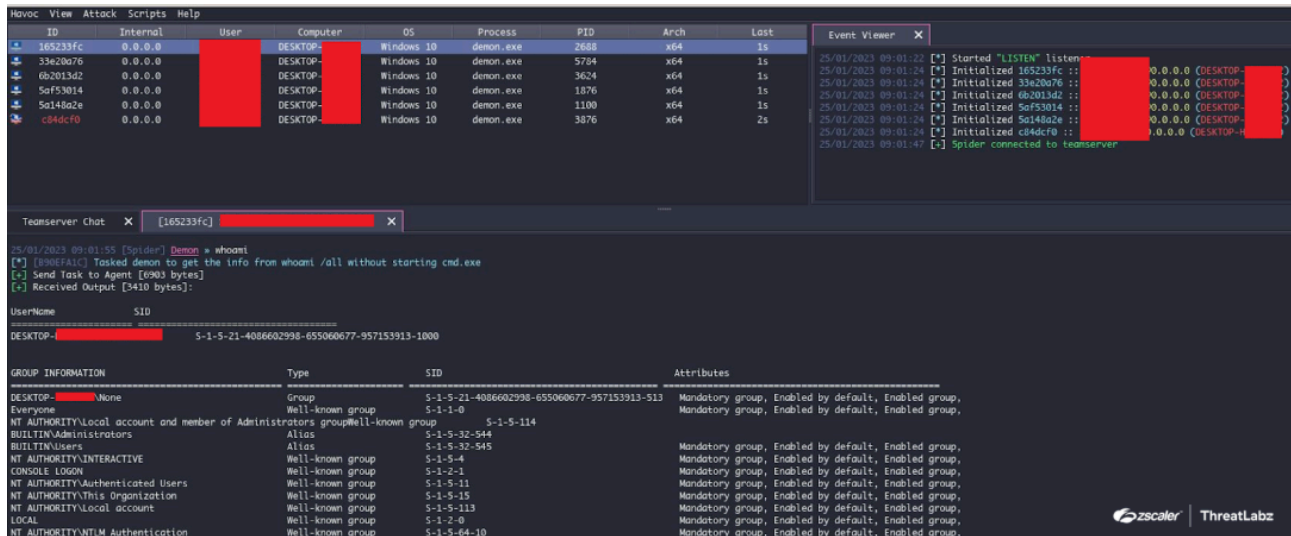 Havoc View Attack Scripts Help
ID Internal User Computer OS Process PID Arch Last
165233fc 0.0.0.0 DESKTOP- Windows 10 demon.exe 2688 x64 1s
33e20a76 0.0.0.0 DESKTOP- Windows 10 demon.exe 5784 x64 1s
6b2013d2 0.0.0.0 DESKTOP- Windows 10 demon.exe 3624 x64 1s
5af53014 0.0.0.0 DESKTOP- Windows 10 demon.exe 1876 x64 1s
5a148a2e 0.0.0.0 DESKTOP- Windows 10 demon.exe 1100 x64 1s
c84dcf0 0.0.0.0 DESKTOP- Windows 10 demon.exe 3876 x64 2s
Event Viewer X
25/01/2023 09:01:22 [*] Started "LISTEN" listener
25/01/2023 09:01:24 [*] Initialized 165233fc :: 0.0.0.0 (DESKTOP-
25/01/2023 09:01:24 [*] Initialized 33e20a76 :: 0.0.0.0 (DESKTOP- )
25/01/2023 09:01:24 [*] Initialized 6b2013d2 :: 0.0.0.0 (DESKTOP- )
25/01/2023 09:01:24 [*] Initialized 5af53014 :: 0.0.0.0 (DESKTOP- )
25/01/2023 09:01:24 [*] Initialized 5a148a2e :: 0.0.0.0 (DESKTOP- )
25/01/2023 09:01:24 [*] Initialized c84dcf0 :: .0.0.0 (DESKTOP-H )
25/01/2023 09:01:47 [+] Spider connected to teamserver
Teamserver Chat X [165233fc] X
25/01/2023 09:01:55 [Spider] Demon » whoami
[*] [B90EFA1C] Tasked demon to get the info from whoami /all without starting cmd.exe
[+] Send Task to Agent [6903 bytes]
[+] Received Output [3410 bytes]:
UserName SID
====================== ====================================
DESKTOP- S-1-5-21-4086602998-655060677-957153913-1000
GROUP INFORMATION Type SID Attributes
DESKTOP- \None Group S-1-5-21-4086602998-655060677-957153913-513 Mandatory group, Enabled by default, Enabled group,
Everyone Well-known group S-1-1-0 Mandatory group, Enabled by default, Enabled group,
NT AUTHORITY\Local account and member of Administrators groupWell-known group S-1-5-114
BUILTIN\Administrators Alias S-1-5-32-544
BUILTIN\Users Alias S-1-5-32-545 Mandatory group, Enabled by default, Enabled group,
NT AUTHORITY\INTERACTIVE Well-known group S-1-5-4 Mandatory group, Enabled by default, Enabled group,
CONSOLE LOGON Well-known group S-1-2-1 Mandatory group, Enabled by default, Enabled group,
NT AUTHORITY\Authenticated Users Well-known group S-1-5-11 Mandatory group, Enabled by default, Enabled group,
NT AUTHORITY\This Organization Well-known group S-1-5-15 Mandatory group, Enabled by default, Enabled group,
NT AUTHORITY\Local account Well-known group S-1-5-113 Mandatory group, Enabled by default, Enabled group,
LOCAL Well-known group S-1-2-0 Mandatory group, Enabled by default, Enabled group,
NT AUTHORITY\NTLM Authentication Well-known group S-1-5-64-10 Mandatory group, Enabled by default, Enabled group,
zscaler ThreatLabz